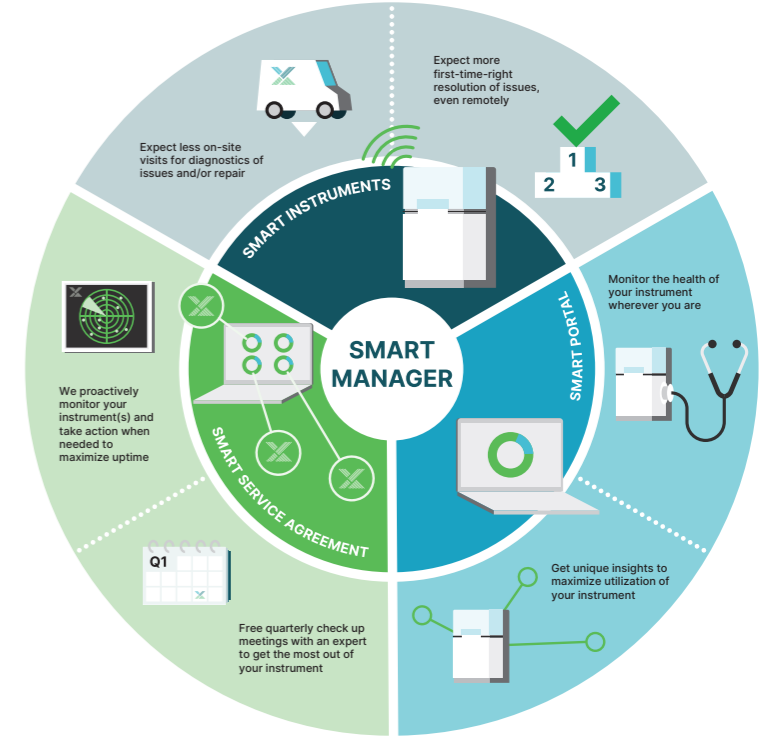 Expect more
first-time-right
resolution of issues,
even remotely
Expect less on-site
visits for diagnostics of
issues and/or repair
1
2
3
SMART INSTRUMENTS
Monitor the health of
your instrument
wherever you are
SMART PORTAL
SMART
MANAGER
We proactively
monitor your
instrument(s) and
take action when
needed to
maximize uptime
SMART SERVICE AGREEMENT
Q1
Get unique insights to
maximize utilization of
your instrument
Free quarterly check up
meetings with an expert
to get the most out of
your instrument